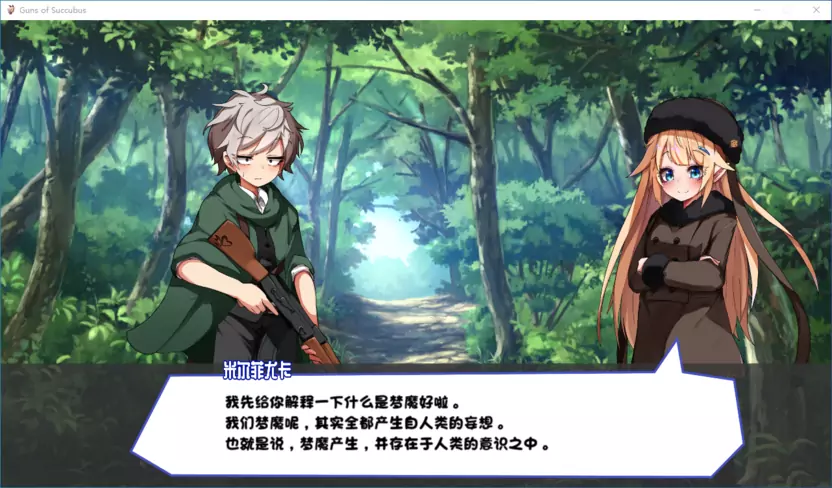 Guns of Succubus
米尔菲尤卡
我先给你解释一下什么是梦魔好啦。
我们梦魔呢，其实全都产生自人类的妄想。
也就是说，梦魔产生，并存在于人类的意识之中。